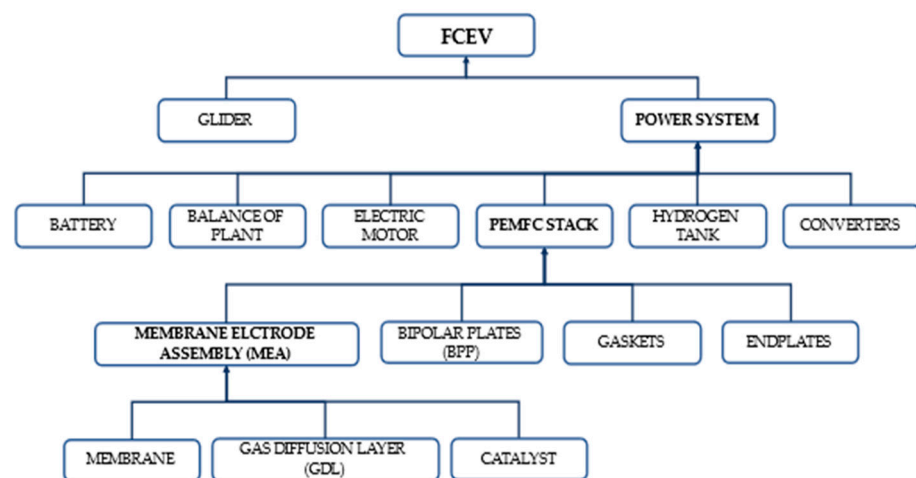 FCEV
GLIDER
POWER SYSTEM
BATTERY
BALANCE OF
PLANT
ELECTRIC
MOTOR
PEMFC STACK
HYDROGEN
TANK
CONVERTERS
MEMBRANE ELCTRODE
ASSEMBLY (MEA)
BIPOLAR PLATES
(BPP)
GASKETS
ENDPLATES
MEMBRANE
GAS DIFFUSION LAYER
(GDL)
CATALYST